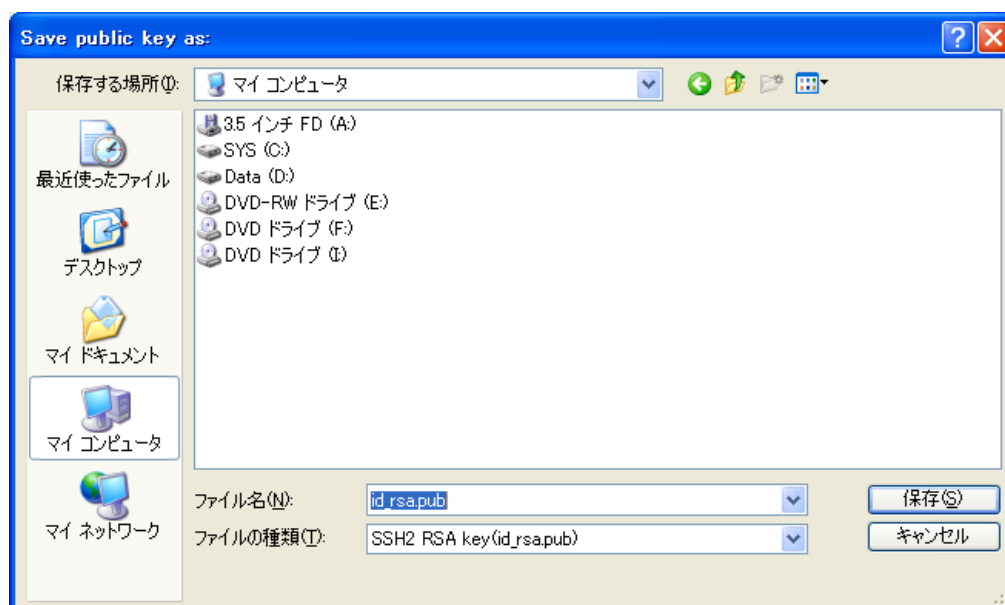 Save public key as:
保存する場所(I):
マイ コンピュータ
最近使ったファイル
デスクトップ
マイ ドキュメント
マイ コンピュータ
マイ ネットワーク
3.5 インチ FD (A:)
SYS (C:)
Data (D:)
DVD-RW ドライブ (E:)
DVD ドライブ (F:)
DVD ドライブ (I:)
ファイル名(N):
id_rsa.pub
保存(S)
ファイルの種類(T):
SSH2 RSA key(id_rsa.pub)
キャンセル